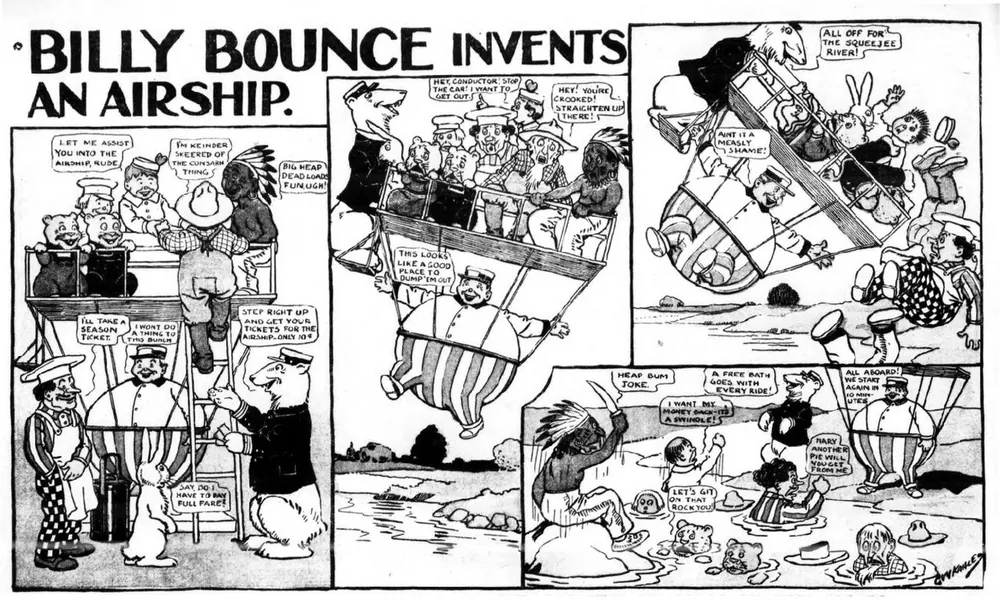 BILLY BOUNCE INVENTS
AN AIRSHIP.
LET ME ASSIST
YOU INTO THE
AIRSHIP, RUDE.
I'M KEINDER
SKEERED OF
THE CONSARN
THING.
BIG HEAP
DEAD LOADS
FUN, UGH!
I'LL TAKE A
SEASON
TICKET.
I WONT DO
A THING TO
THIS BUNCH
STEP RIGHT UP
AND GET YOUR
TICKETS FOR THE
AIRSHIP-ONLY 10¢
SAY, DO I
HAVE TO PAY
FULL FARE?
HEY, CONDUCTOR! STOP
THE CAR! I WANT TO
GET OUT.
HEY! YOU'RE
CROOKED!
STRAIGHTEN UP
THERE!
THIS LOOKS
LIKE A GOOD
PLACE TO
DUMP 'EM OUT
ALL OFF FOR
THE SQUEEJEE
RIVER!
AINT IT A
MEASLY
SHAME!
HEAP BUM
JOKE.
A FREE BATH
GOES WITH
EVERY RIDE!
ALL ABOARD!
WE START
AGAIN IN
10 MIN-
UTES
I WANT MY
MONEY BACK-ITS
A SWINDLE!
NARY
ANOTHER
PIE WILL
YOU GET
FROM ME
LET'S GIT
ON THAT
ROCK YOU